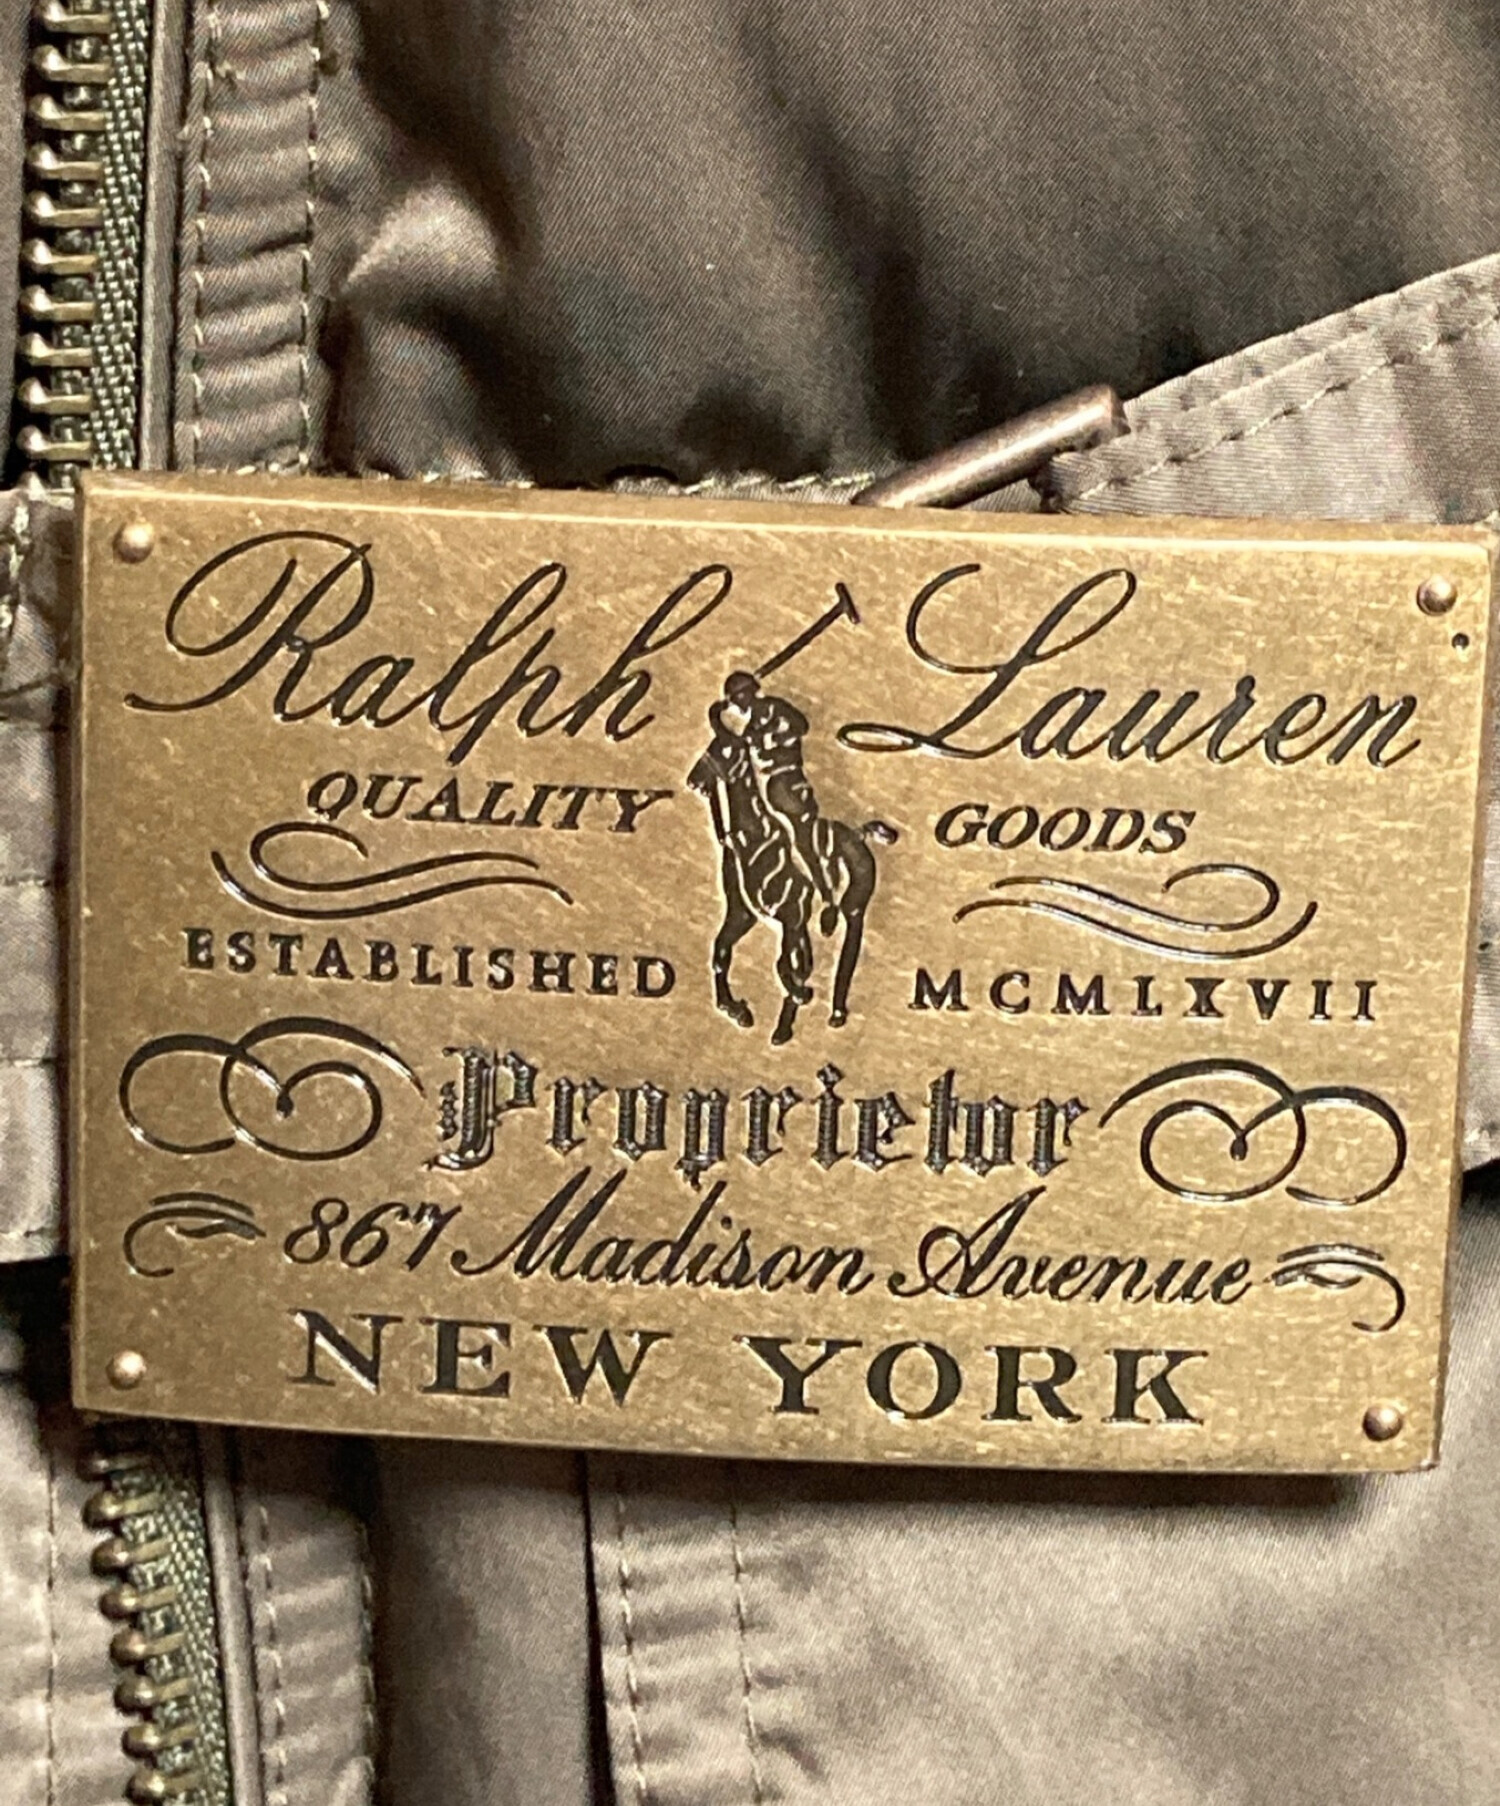 Ralph Lauren
QUALITY GOODS
ESTABLISHED MCMLXVII
Proprietor
867 Madison Avenue
NEW YORK